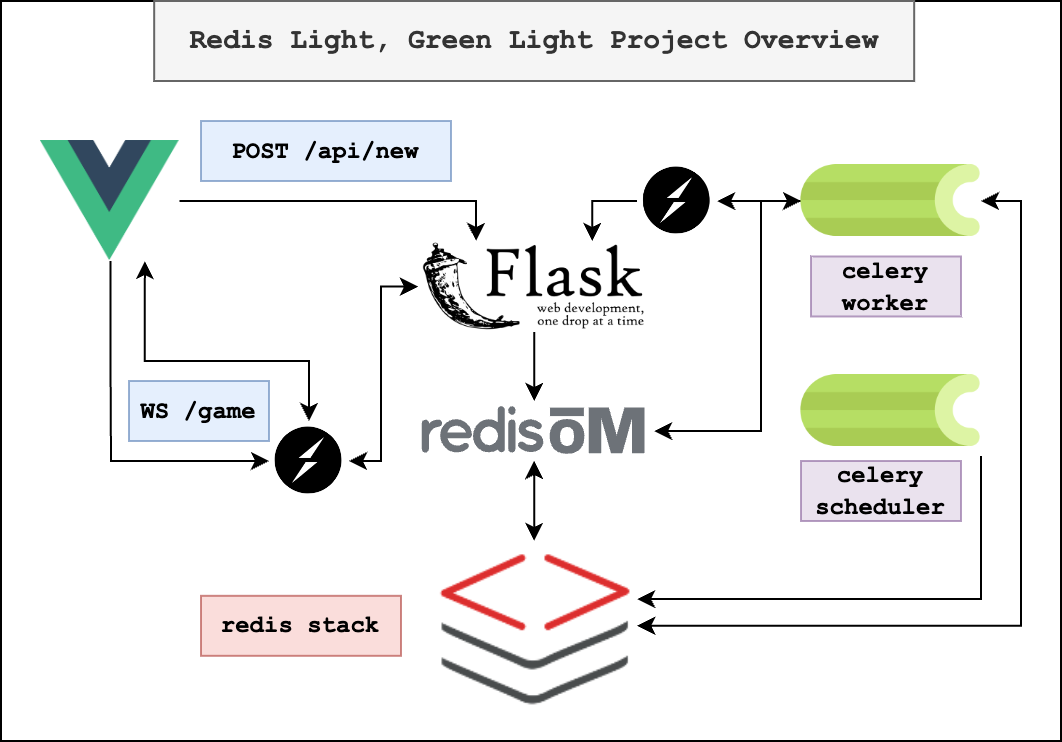 Redis Light, Green Light Project Overview
POST /api/new
Flask
web development,
one drop at a time
celery
worker
WS /game
redisōM
celery
scheduler
redis stack